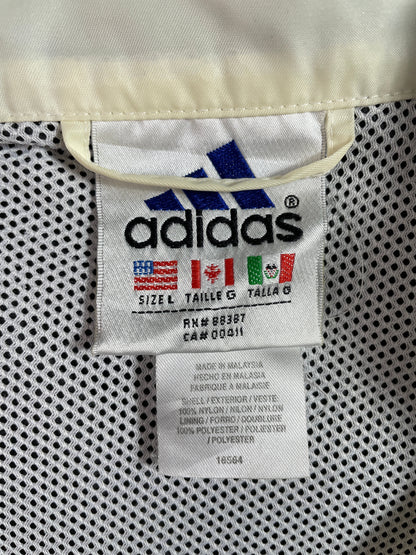 adidas®
SIZE L TAILLE G TALLA G
RN# 88387
CA# 00411
MADE IN MALAYSIA
HECHO EN MALASIA
FABRIQUE A MALAISIE
SHELL / EXTERIOR / VESTE:
100% NYLON / NILON / NYLON
LINING / FORRO / DOUBLURE
100% POLYESTER / POLIESTER
/ POLYESTER
16564